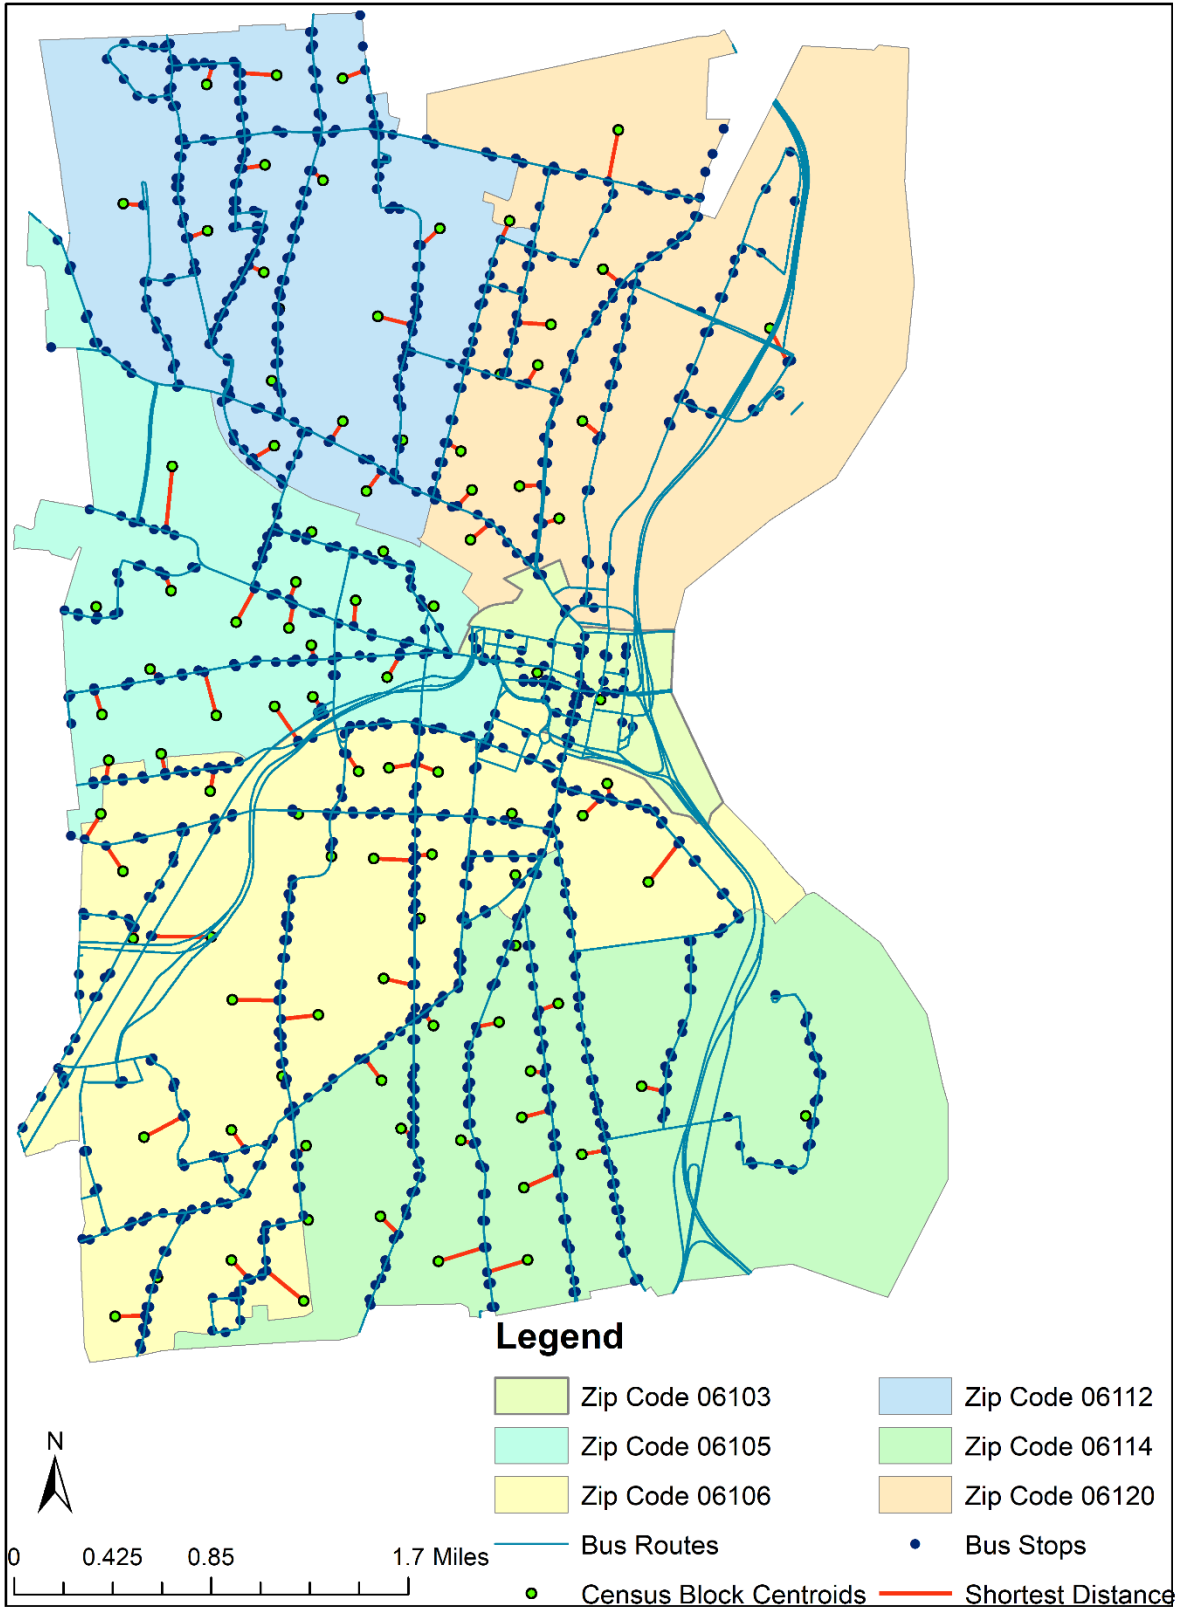 Legend
Zip Code 06103
Zip Code 06112
Zip Code 06105
Zip Code 06114
Zip Code 06106
Zip Code 06120
Bus Routes
Bus Stops
Census Block Centroids
Shortest Distance
N
0 0.425 0.85 1.7 Miles